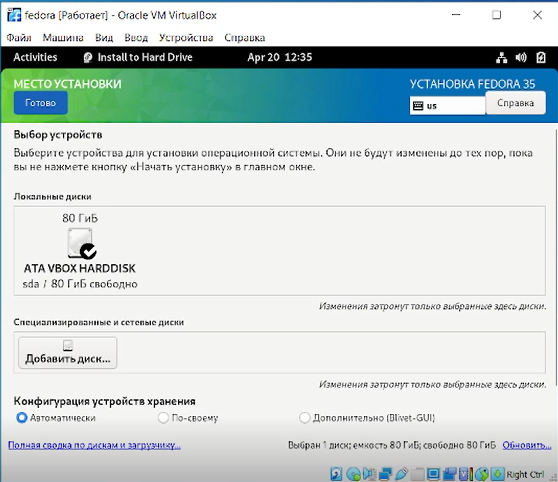 fedora [Работает] - Oracle VM VirtualBox
Файл Машина Вид Ввод Устройства Справка
Activities Install to Hard Drive Apr 20 12:35
МЕСТО УСТАНОВКИ УСТАНОВКА FEDORA 35
Готово us Справка
Выбор устройств
Выберите устройства для установки операционной системы. Они не будут изменены до тех пор, пока
вы не нажмете кнопку «Начать установку» в главном окне.
Локальные диски
80 ГиБ
ATA VBOX HARDDISK
sda / 80 ГиБ свободно
Изменения затронут только выбранные здесь диски.
Специализированные и сетевые диски
Добавить диск...
Изменения затронут только выбранные здесь диски.
Конфигурация устройств хранения
Автоматически По-своему Дополнительно (Blivet-GUI)
Полная сводка по дискам и загрузчику... Выбран 1 диск; емкость 80 ГиБ; свободно 80 ГиБ Обновить...
Right Ctrl